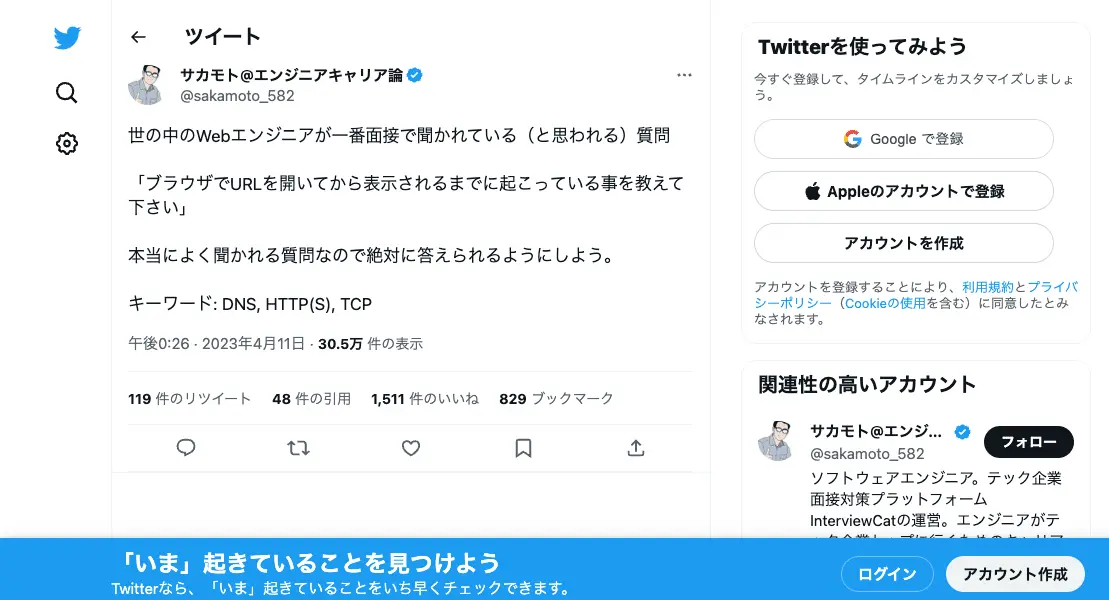 ツイート
サカモト@エンジニアキャリア論
@sakamoto_582
世の中のWebエンジニアが一番面接で聞かれている（と思われる）質問
「ブラウザでURLを開いてから表示されるまでに起こっている事を教えて
下さい」
本当によく聞かれる質問なので絶対に答えられるようにしよう。
キーワード: DNS, HTTP(S), TCP
午後0:26 · 2023年4月11日 · 30.5万 件の表示
119 件のリツイート 48 件の引用 1,511 件のいいね 829 ブックマーク
Twitterを使ってみよう
今すぐ登録して、タイムラインをカスタマイズしましょ
う。
Google で登録
Appleのアカウントで登録
アカウントを作成
アカウントを登録することにより、利用規約とプライバ
シーポリシー（Cookieの使用を含む）に同意したとみ
なされます。
関連性の高いアカウント
サカモト@エンジ...
@sakamoto_582
フォロー
ソフトウェアエンジニア。テック企業
面接対策プラットフォーム
InterviewCatの運営。エンジニアがテ
「いま」起きていることを見つけよう
Twitterなら、「いま」起きていることをいち早くチェックできます。
ログイン
アカウント作成